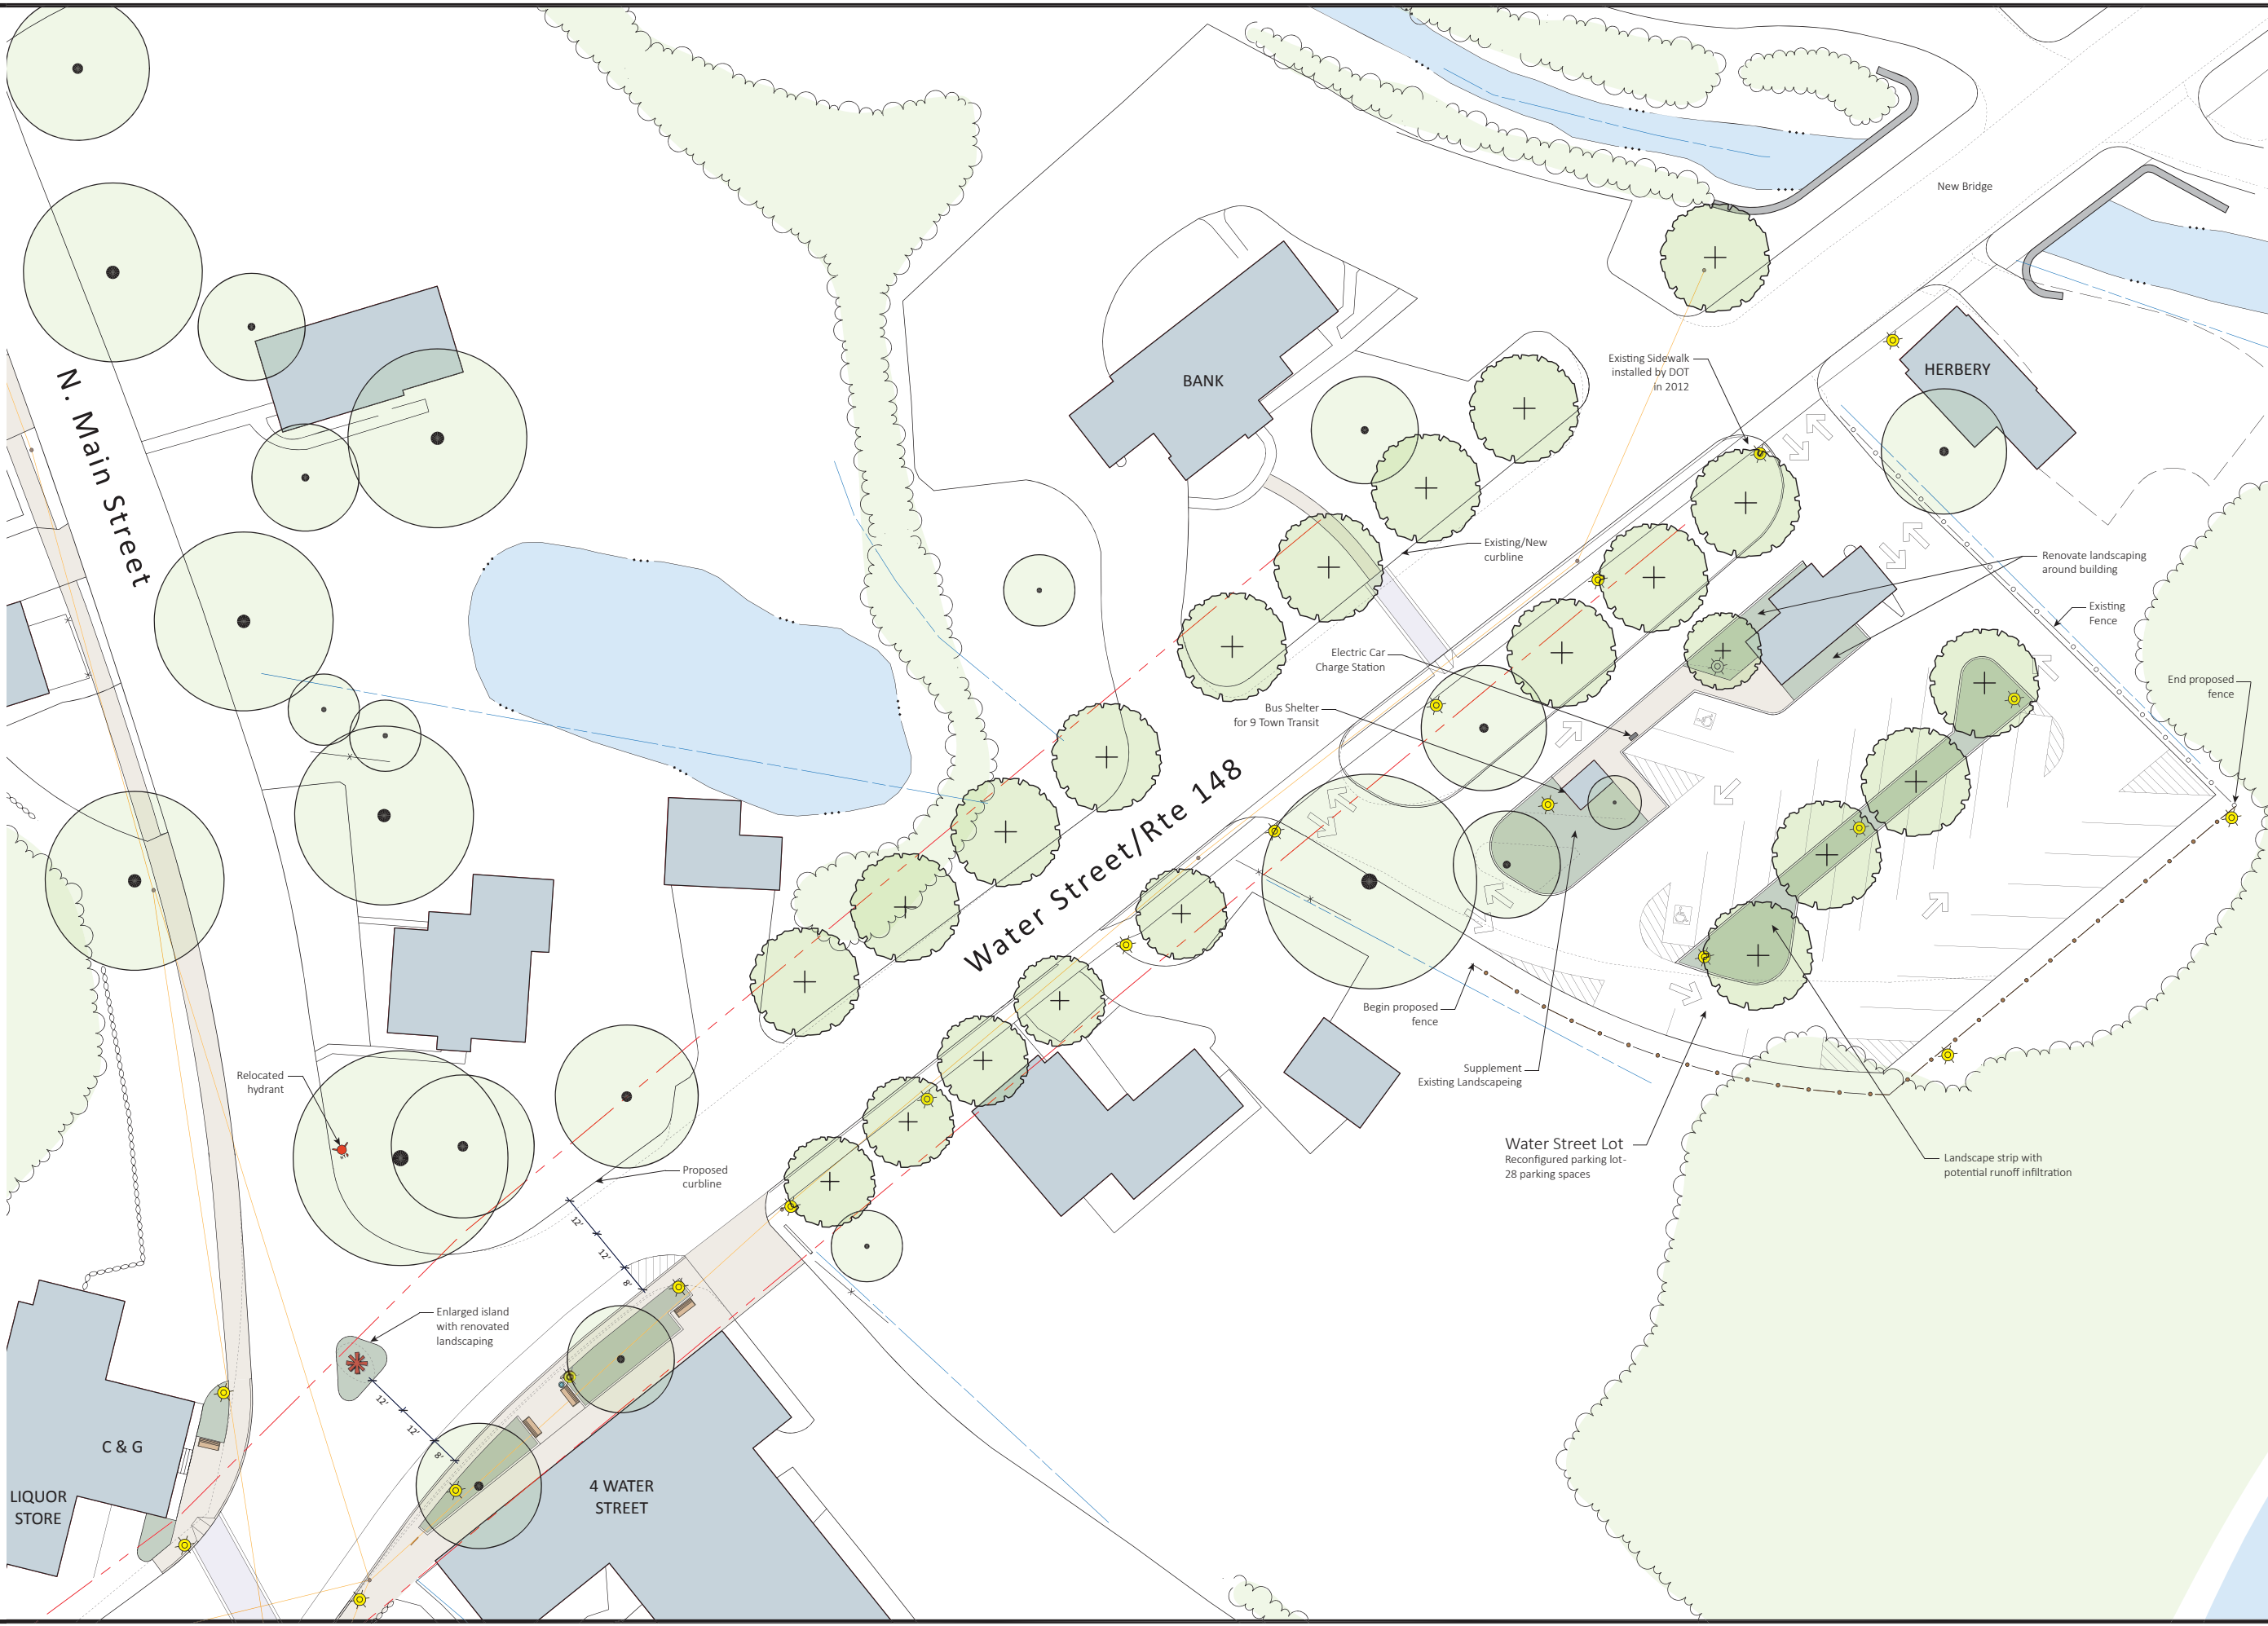 New Bridge
N. Main Street
BANK
Existing Sidewalk
installed by DOT
in 2012
HERBERY
Existing/New
curbline
Renovate landscaping
around building
Existing
Fence
Electric Car
Charge Station
End proposed
fence
Bus Shelter
for 9 Town Transit
Water Street/Rte 148
Begin proposed
fence
Relocated
hydrant
Supplement
Existing Landscapeing
Water Street Lot
Reconfigured parking lot-
28 parking spaces
Landscape strip with
potential runoff infiltration
Proposed
curbline
12'
12'
8'
Enlarged island
with renovated
landscaping
12'
12'
8'
C & G
LIQUOR
STORE
4 WATER
STREET